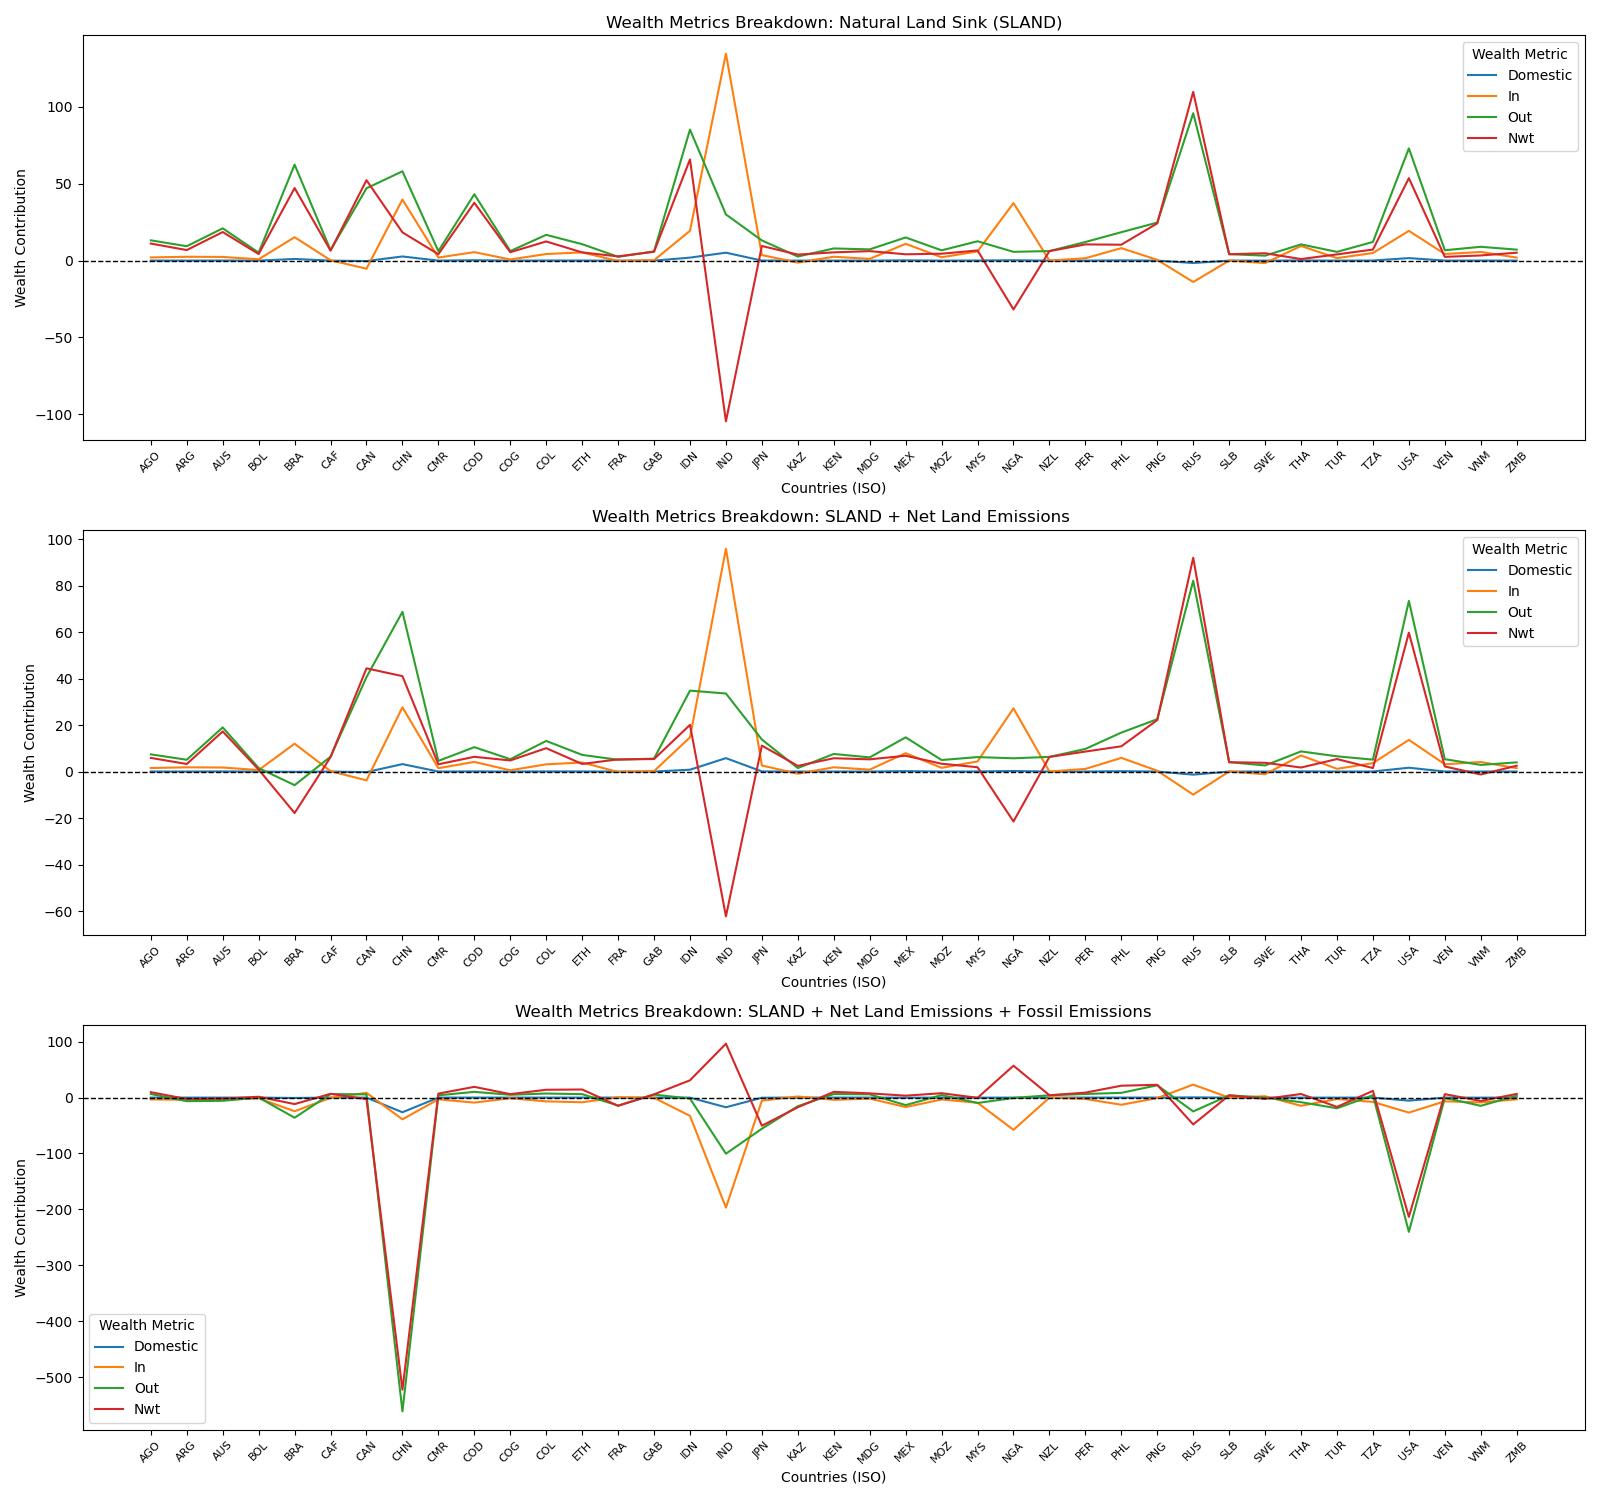 Wealth Metrics Breakdown: Natural Land Sink (SLAND)
Wealth Contribution
100
50
0
−50
−100
Wealth Metric
Domestic
In
Out
Nwt
AGO ARG AUS BOL BRA CAF CAN CHN CMR COD COG COL ETH FRA GAB IDN IND JPN KAZ KEN MDG MEX MOZ MYS NGA NZL PER PHL PNG RUS SLB SWE THA TUR TZA USA VEN VNM ZMB
Countries (ISO)
Wealth Metrics Breakdown: SLAND + Net Land Emissions
Wealth Contribution
100
80
60
40
20
0
−20
−40
−60
Wealth Metric
Domestic
In
Out
Nwt
AGO ARG AUS BOL BRA CAF CAN CHN CMR COD COG COL ETH FRA GAB IDN IND JPN KAZ KEN MDG MEX MOZ MYS NGA NZL PER PHL PNG RUS SLB SWE THA TUR TZA USA VEN VNM ZMB
Countries (ISO)
Wealth Metrics Breakdown: SLAND + Net Land Emissions + Fossil Emissions
Wealth Contribution
100
0
−100
−200
−300
−400
−500
Wealth Metric
Domestic
In
Out
Nwt
AGO ARG AUS BOL BRA CAF CAN CHN CMR COD COG COL ETH FRA GAB IDN IND JPN KAZ KEN MDG MEX MOZ MYS NGA NZL PER PHL PNG RUS SLB SWE THA TUR TZA USA VEN VNM ZMB
Countries (ISO)